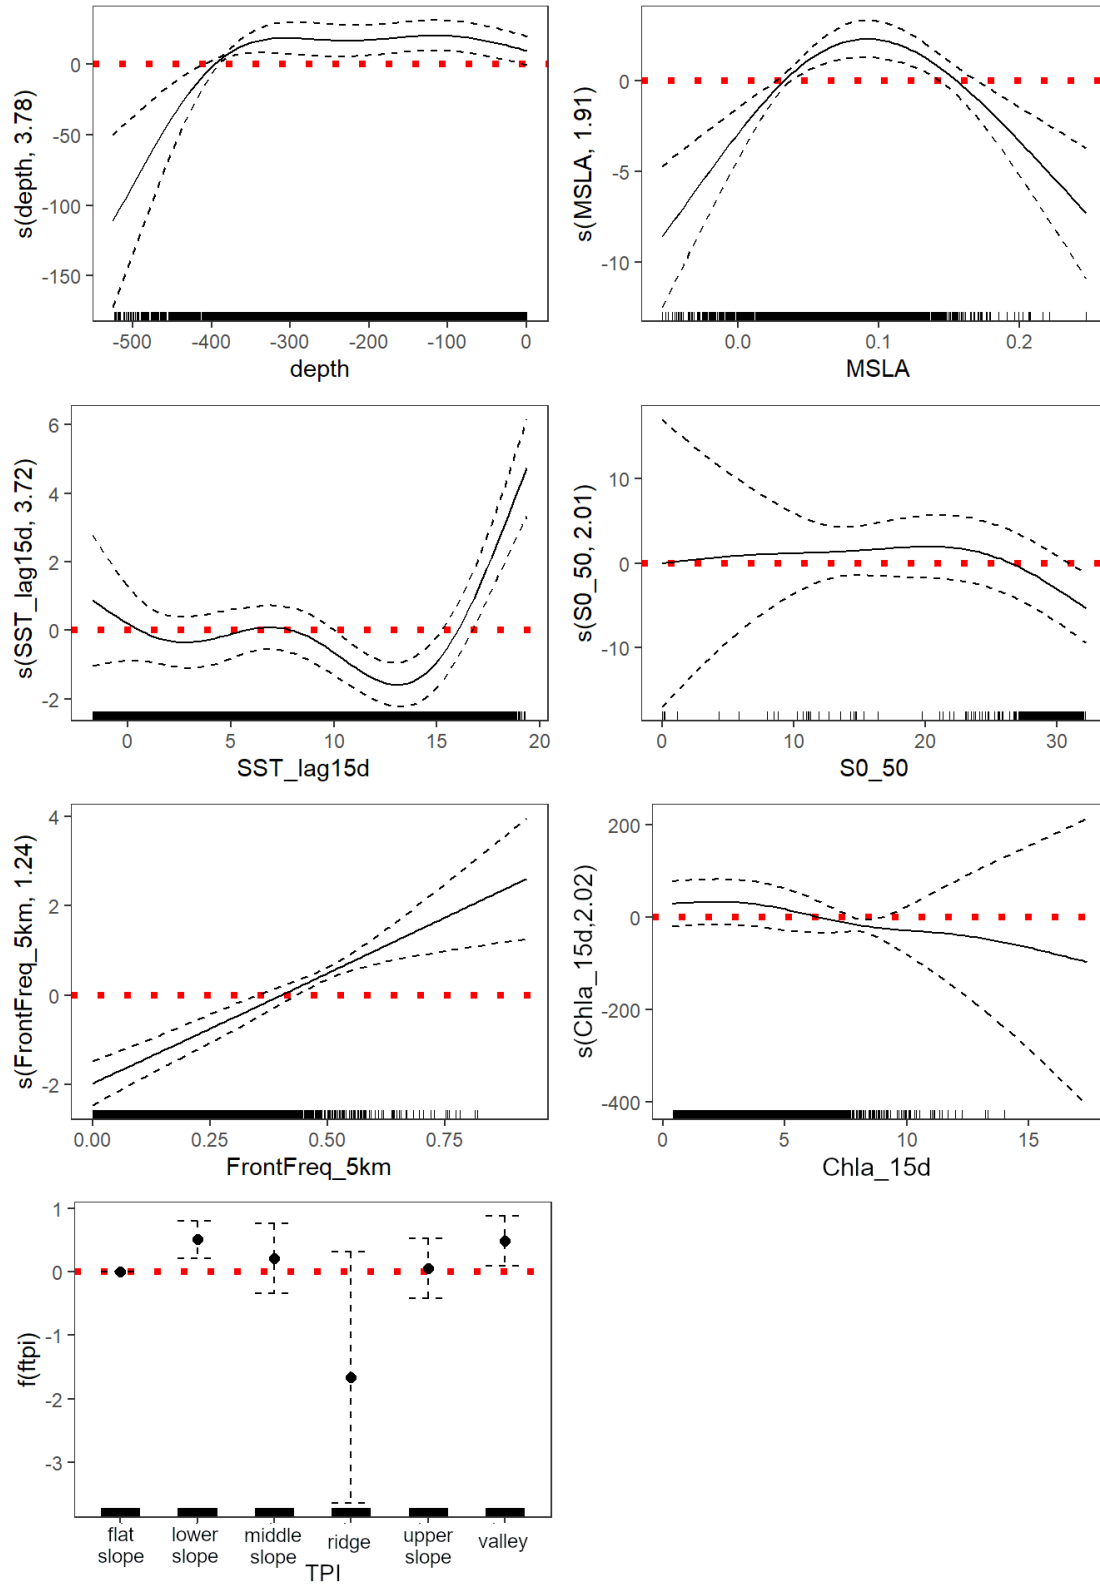 s(depth, 3.78)
0
-50
-100
-150
-500 -400 -300 -200 -100 0
depth
s(MSLA, 1.91)
0
-5
-10
0.0 0.1 0.2
MSLA
s(SST_lag15d, 3.72)
6
4
2
0
-2
0 5 10 15 20
SST_lag15d
s(S0_50, 2.01)
10
0
-10
0 10 20 30
S0_50
s(FrontFreq_5km, 1.24)
4
2
0
-2
0.00 0.25 0.50 0.75
FrontFreq_5km
s(Chla_15d,2.02)
200
0
-200
-400
0 5 10 15
Chla_15d
f(ftpi)
1
0
-1
-2
-3
flat lower middle ridge upper valley
slope slope slope slope
TPI